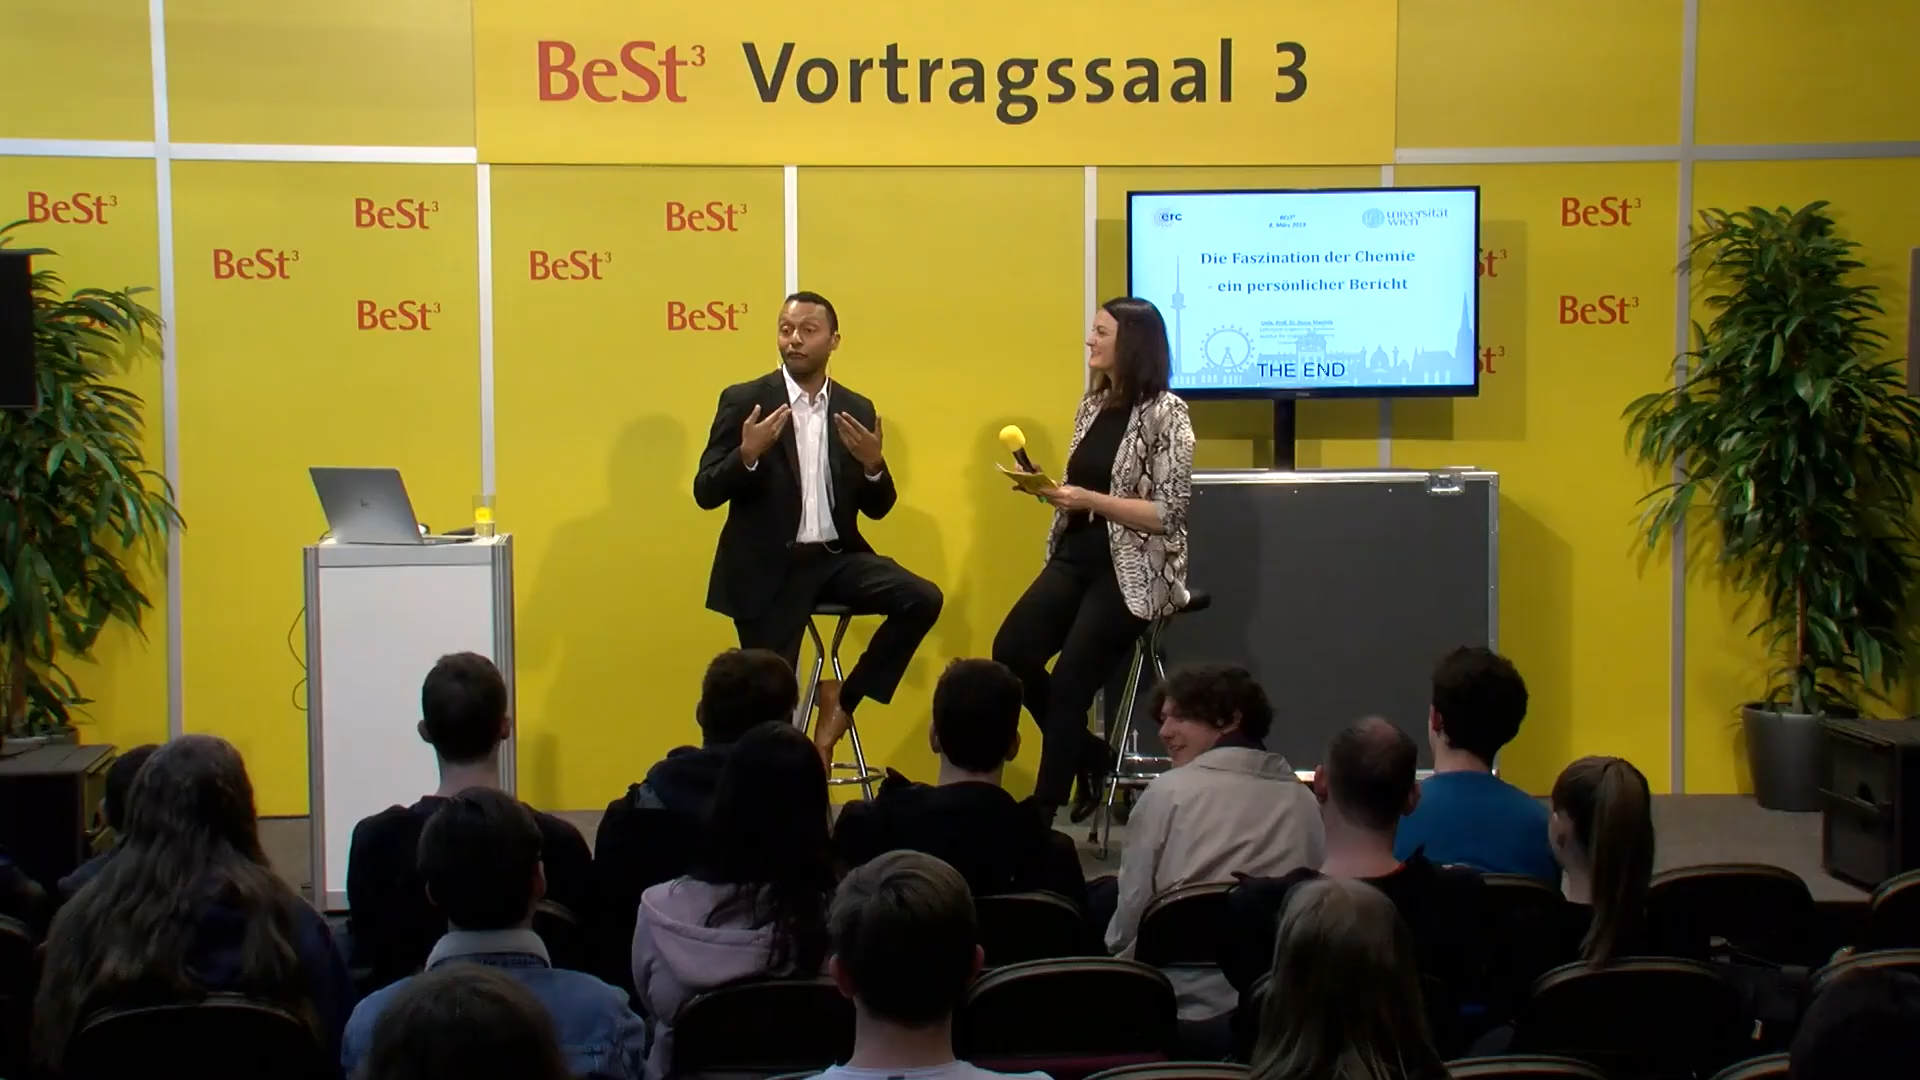 BeSt³ Vortragssaal 3
BeSt³
BeSt³
BeSt³
BeSt³
BeSt³
BeSt³
BeSt³
BeSt³
BeSt³
erc
universität
wien
Die Faszination der Chemie
- ein persönlicher Bericht
THE END